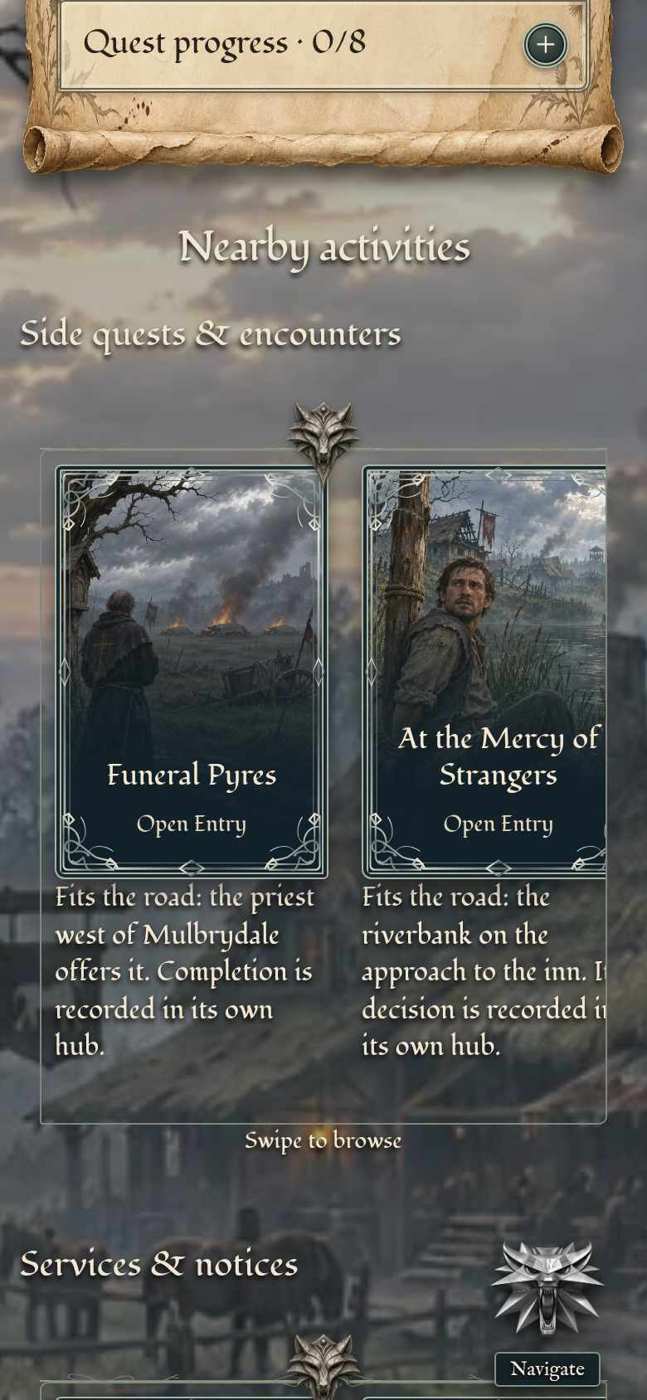 Quest progress · 0/8
Nearby activities
Side quests & encounters
Funeral Pyres
Open Entry
Fits the road: the priest
west of Mulbrydale
offers it. Completion is
recorded in its own
hub.
At the Mercy of
Strangers
Open Entry
Fits the road: the
riverbank on the
approach to the inn.
decision is recorded
its own hub.
Swipe to browse
Services & notices
Navigate